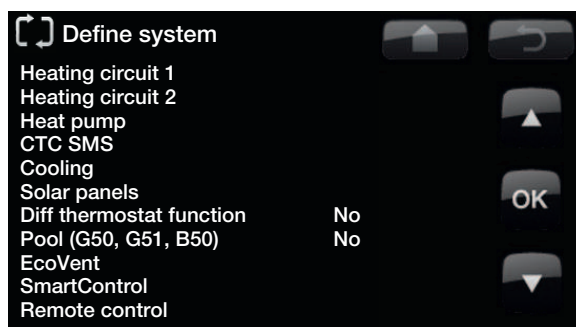 Define system
Heating circuit 1
Heating circuit 2
Heat pump
CTC SMS
Cooling
Solar panels
Diff thermostat function No
Pool (G50, G51, B50) No
EcoVent
SmartControl
Remote control
OK